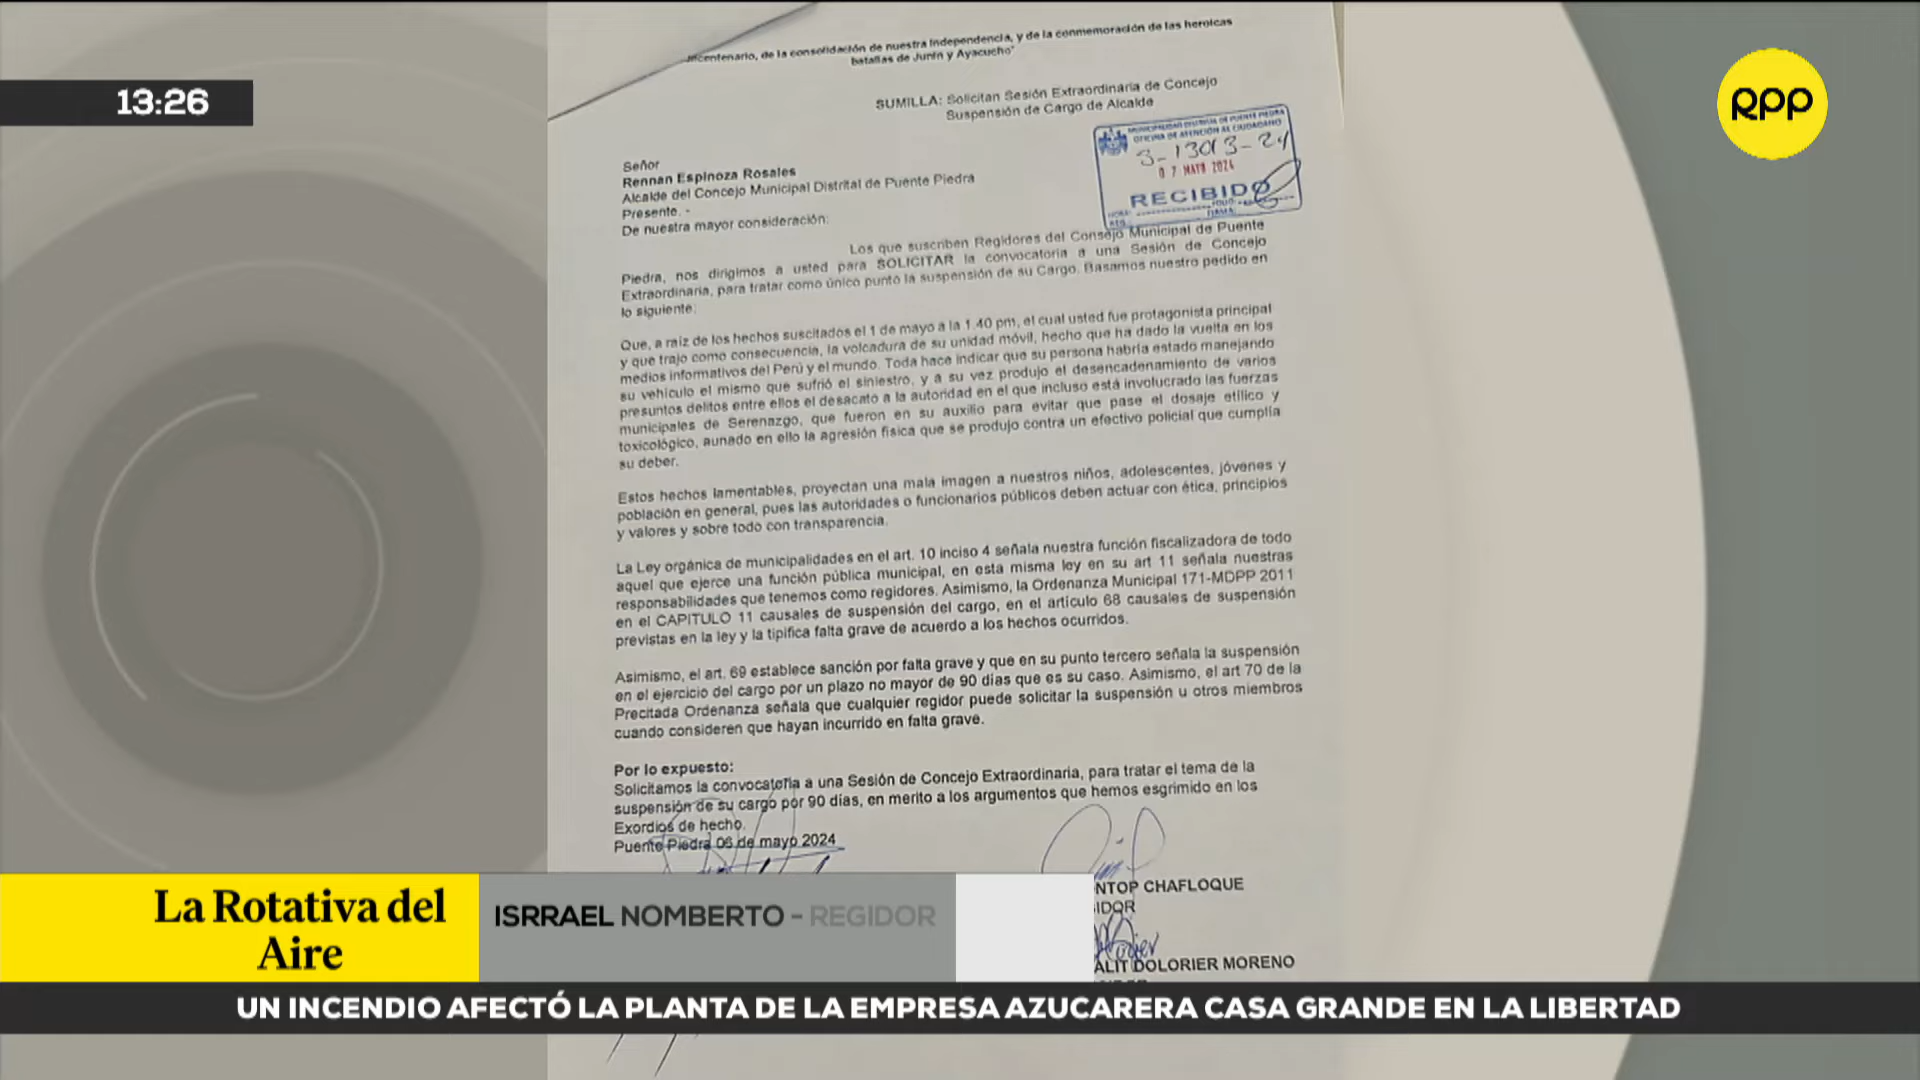 incentenario, de la consolidación de nuestra Independencia, y de la conmemoración de las heroicas
batallas de Junín y Ayacucho"
13:26
rpp
SUMILLA: Solicitan Sesión Extraordinaria de Concejo
Suspensión de Cargo de Alcalde
MUNICIPALIDAD DISTRITAL DE PUENTE PIEDRA
OFICINA DE ATENCIÓN AL CIUDADANO
07 MAYO 2024
RECIBIDO
Señor
Rennan Espinoza Rosales
Alcalde del Concejo Municipal Distrital de Puente Piedra
Presente. -
De nuestra mayor consideración:
Los que suscriben Regidores del Consejo Municipal de Puente
Piedra, nos dirigimos a usted para SOLICITAR la convocatoria a una Sesión de Concejo
Extraordinaria, para tratar como único punto la suspensión de su Cargo. Basamos nuestro pedido en
lo siguiente:
Que, a raíz de los hechos suscitados el 1 de mayo a la 1.40 pm, el cual usted fue protagonista principal
y que trajo como consecuencia, la volcadura de su unidad móvil, hecho que ha dado la vuelta en los
medios informativos del Perú y el mundo. Toda hace indicar que su persona habría estado manejando
su vehículo el mismo que sufrió el siniestro, y a su vez produjo el desencadenamiento de varios
presuntos delitos entre ellos el desacato a la autoridad en el que incluso está involucrado las fuerzas
municipales de Serenazgo, que fueron en su auxilio para evitar que pase el dosaje etílico y
toxicológico, aunado en ello la agresión física que se produjo contra un efectivo policial que cumplía
su deber.
Estos hechos lamentables, proyectan una mala imagen a nuestros niños, adolescentes, jóvenes y
población en general, pues las autoridades o funcionarios públicos deben actuar con ética, principios
y valores y sobre todo con transparencia.
La Ley orgánica de municipalidades en el art. 10 inciso 4 señala nuestra función fiscalizadora de todo
aquel que ejerce una función pública municipal, en esta misma ley en su art 11 señala nuestras
responsabilidades que tenemos como regidores. Asimismo, la Ordenanza Municipal 171-MDPP 2011
en el CAPITULO 11 causales de suspensión del cargo, en el artículo 68 causales de suspensión
previstas en la ley y la tipifica falta grave de acuerdo a los hechos ocurridos.
Asimismo, el art. 69 establece sanción por falta grave y que en su punto tercero señala la suspensión
en el ejercicio del cargo por un plazo no mayor de 90 días que es su caso. Asimismo, el art 70 de la
Precitada Ordenanza señala que cualquier regidor puede solicitar la suspensión u otros miembros
cuando consideren que hayan incurrido en falta grave.
Por lo expuesto:
Solicitamos la convocatoria a una Sesión de Concejo Extraordinaria, para tratar el tema de la
suspensión de su cargo por 90 días, en merito a los argumentos que hemos esgrimido en los
Exordios de hecho.
Puente Piedra 06 de mayo 2024
NTOP CHAFLOQUE
IDOR
ALIT DOLORIER MORENO
La Rotativa del
Aire
ISRRAEL NOMBERTO - REGIDOR
UN INCENDIO AFECTÓ LA PLANTA DE LA EMPRESA AZUCARERA CASA GRANDE EN LA LIBERTAD